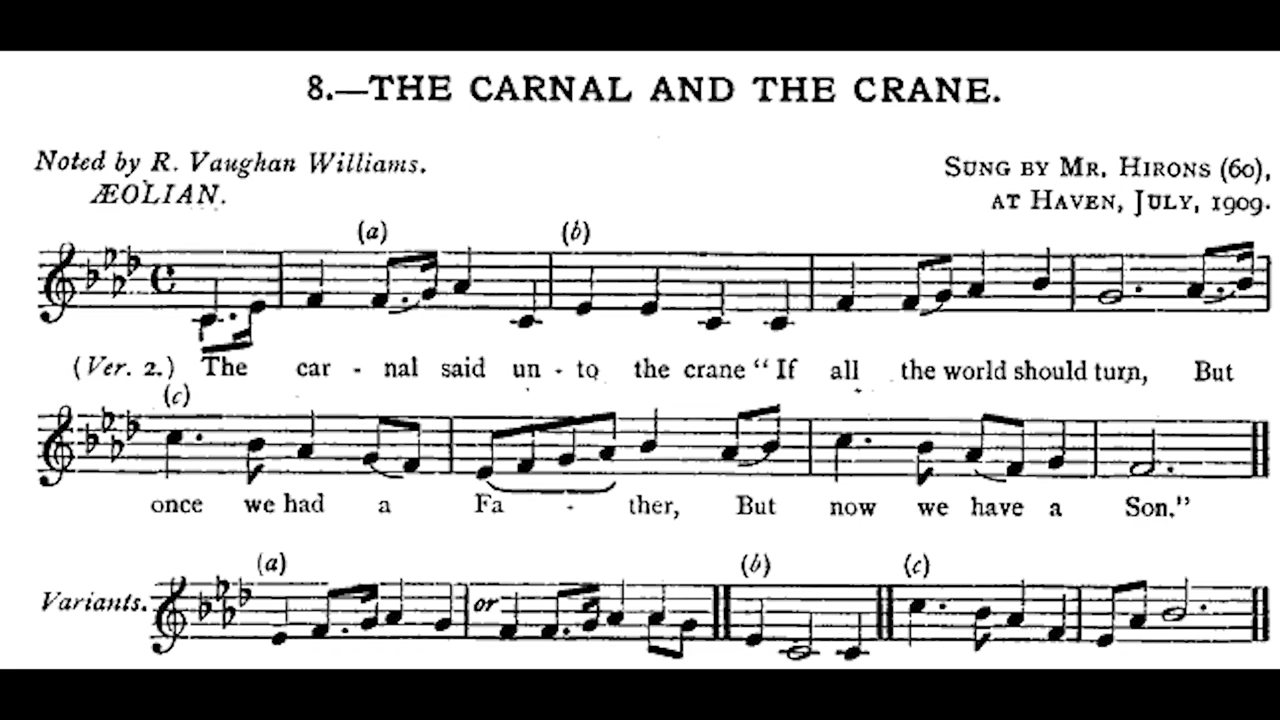 8.—THE CARNAL AND THE CRANE.
Noted by R. Vaughan Williams.
ÆOLIAN.
SUNG BY MR. HIRONS (60),
AT HAVEN, JULY, 1909.
(a) (b)
(Ver. 2.) The car - nal said un - to the crane “If all the world should turn, But
(c)
once we had a Fa - ther, But now we have a Son.”
(a) (b) (c)
Variants. or